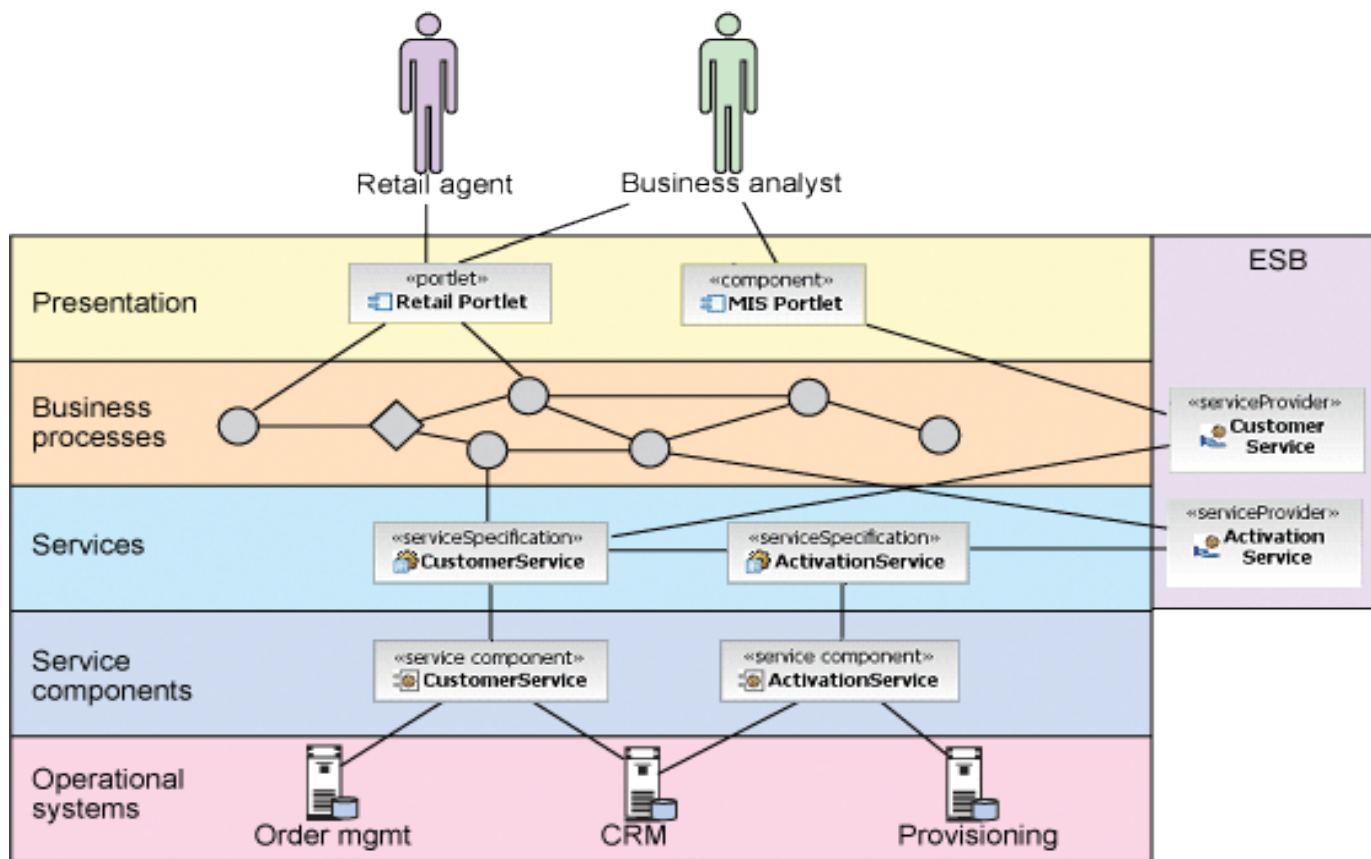 Retail agent
Business analyst
ESB
Presentation
«portlet»
Retail Portlet
«component»
MIS Portlet
Business
processes
«serviceProvider»
Customer
Service
Services
«serviceSpecification»
CustomerService
«serviceSpecification»
ActivationService
«serviceProvider»
Activation
Service
Service
components
«service component»
CustomerService
«service component»
ActivationService
Operational
systems
Order mgmt
CRM
Provisioning